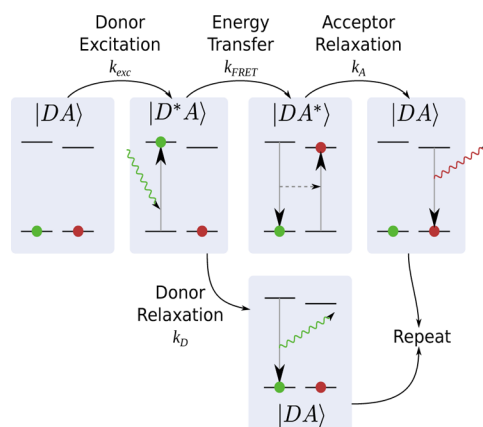 Donor
Excitation
k_exc
Energy
Transfer
k_FRET
Acceptor
Relaxation
k_A
|DA⟩
|D*A⟩
|DA*⟩
|DA⟩
Donor
Relaxation
k_D
Repeat
|DA⟩